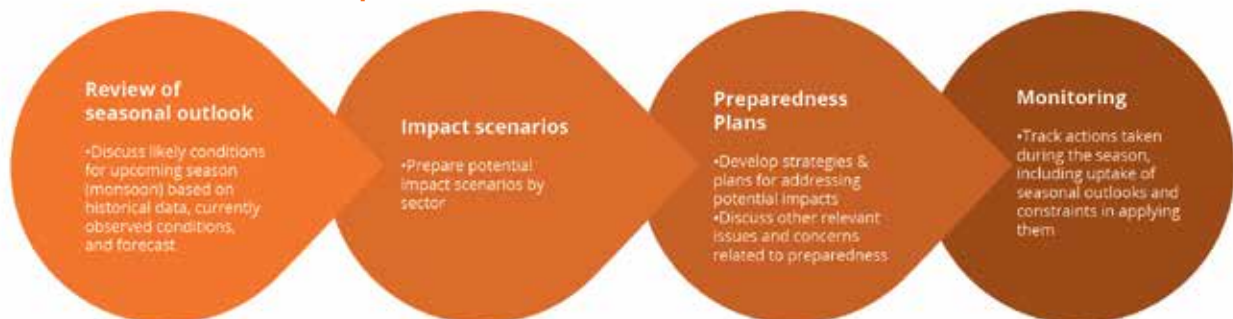 Review of
seasonal outlook
•Discuss likely conditions
for upcoming season
(monsoon) based on
historical data, currently
observed conditions,
and forecast
Impact scenarios
•Prepare potential
impact scenarios by
sector
Preparedness
Plans
•Develop strategies &
plans for addressing
potential impacts
•Discuss other relevant
issues and concerns
related to preparedness
Monitoring
•Track actions taken
during the season,
including uptake of
seasonal outlooks and
constraints in applying
them